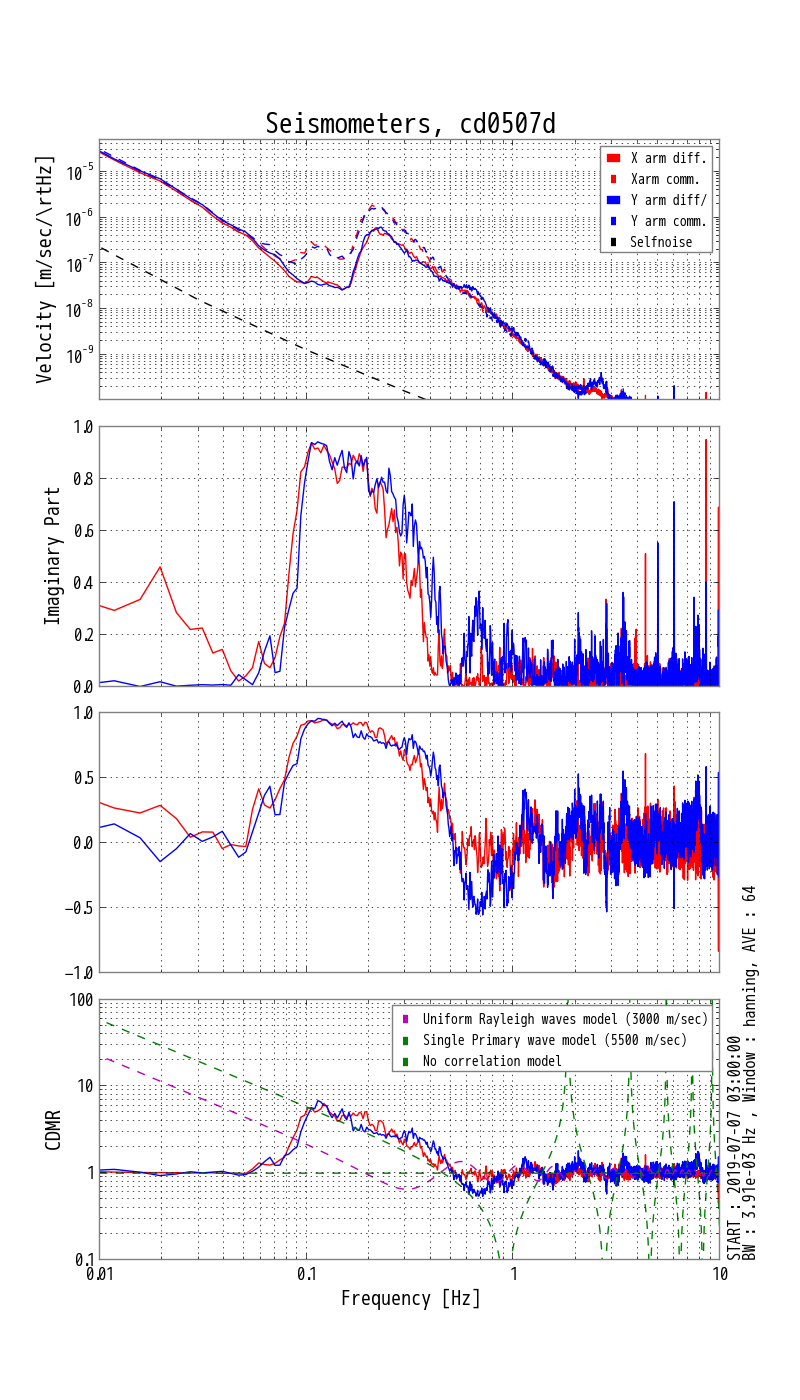 Seismometers, cd0507d
Velocity [m/sec/\rtHz]
10^-5
10^-6
10^-7
10^-8
10^-9
X arm diff.
Xarm comm.
Y arm diff/
Y arm comm.
Selfnoise
Imaginary Part
1.0
0.8
0.6
0.4
0.2
0.0
1.0
0.5
0.0
−0.5
−1.0
CDMR
100
10
1
0.1
Uniform Rayleigh waves model (3000 m/sec)
Single Primary wave model (5500 m/sec)
No correlation model
0.01
0.1
1
10
Frequency [Hz]
START : 2019-07-07 03:00:00
BW : 3.91e-03 Hz , Window : hanning, AVE : 64